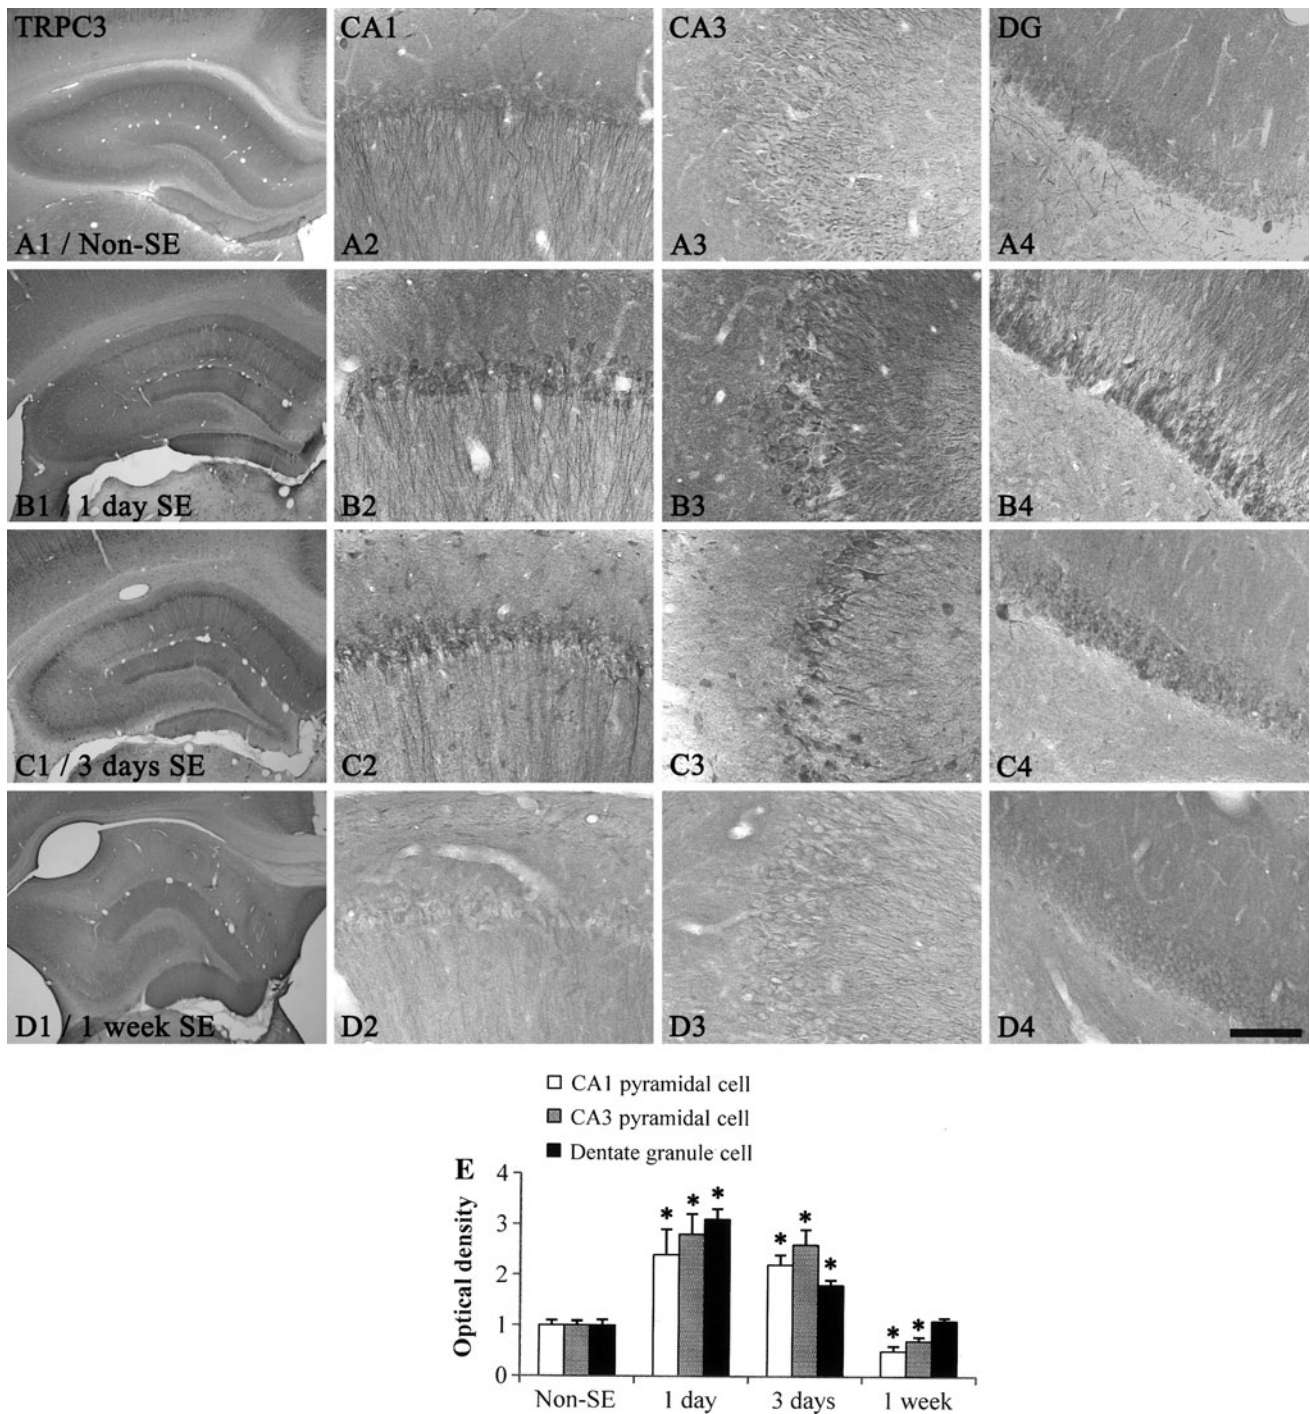 TRPC3 CA1 CA3 DG
A1 / Non-SE A2 A3 A4
B1 / 1 day SE B2 B3 B4
C1 / 3 days SE C2 C3 C4
D1 / 1 week SE D2 D3 D4
CA1 pyramidal cell
CA3 pyramidal cell
Dentate granule cell
E
Optical density
4
3
2
1
0
* * *
* * *
* *
Non-SE 1 day 3 days 1 week